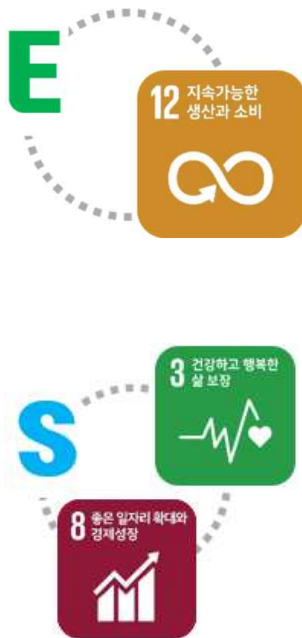 E
12 지속가능한
생산과 소비
3 건강하고 행복한
삶 보장
S
8 좋은 일자리 확대와
경제성장